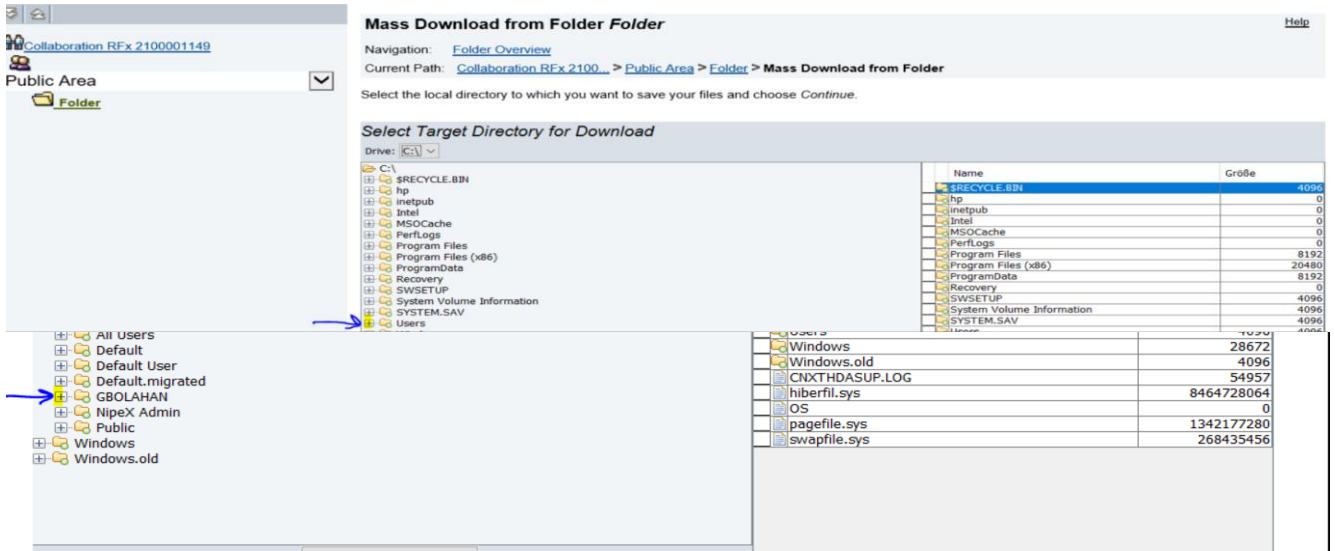 Mass Download from Folder Folder
Help
Collaboration RFx 2100001149
Navigation: Folder Overview
Public Area
Current Path: Collaboration RFx 2100... > Public Area > Folder > Mass Download from Folder
Folder
Select the local directory to which you want to save your files and choose Continue.
Select Target Directory for Download
Drive: C:\
C:\
$RECYCLE.BIN
hp
inetpub
Intel
MSOCache
PerfLogs
Program Files
Program Files (x86)
ProgramData
Recovery
SWSETUP
System Volume Information
SYSTEM.SAV
Users
Name Größe
$RECYCLE.BIN 4096
hp 0
inetpub 0
Intel 0
MSOCache 0
PerfLogs 0
Program Files 8192
Program Files (x86) 20480
ProgramData 8192
Recovery 0
SWSETUP 4096
System Volume Information 4096
SYSTEM.SAV 4096
Users 4096
All Users
Default
Default User
Default.migrated
GBOLAHAN
NipeX Admin
Public
Windows
Windows.old
Windows 28672
Windows.old 4096
CNXTHDASUP.LOG 54957
hiberfil.sys 8464728064
OS 0
pagefile.sys 1342177280
swapfile.sys 268435456